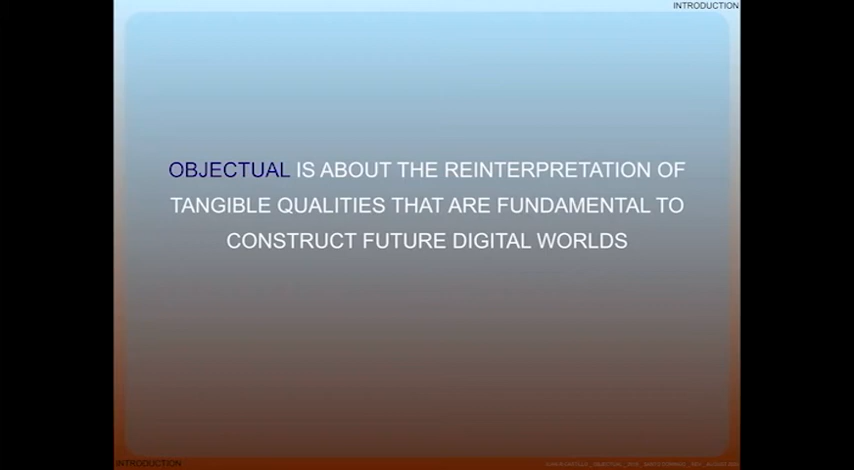 INTRODUCTION
OBJECTUAL IS ABOUT THE REINTERPRETATION OF
TANGIBLE QUALITIES THAT ARE FUNDAMENTAL TO
CONSTRUCT FUTURE DIGITAL WORLDS
INTRODUCTION